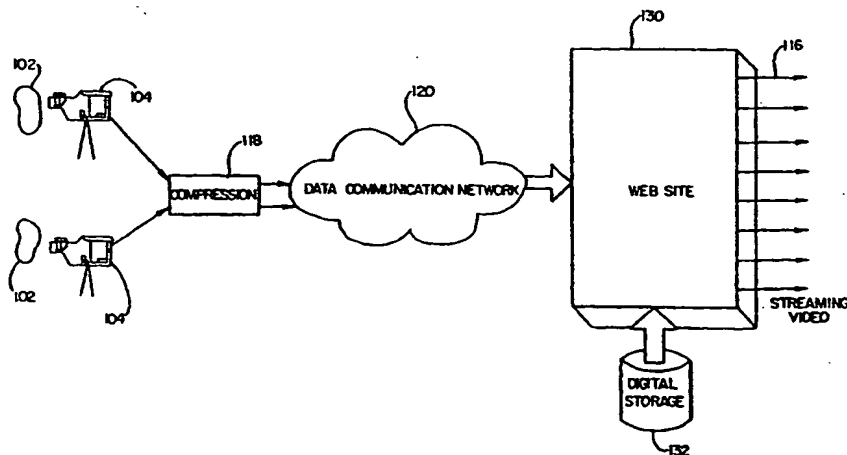 130
116
102
104
120
118
COMPRESSION
DATA COMMUNICATION NETWORK
WEB SITE
102
104
STREAMING
VIDEO
DIGITAL
STORAGE
132